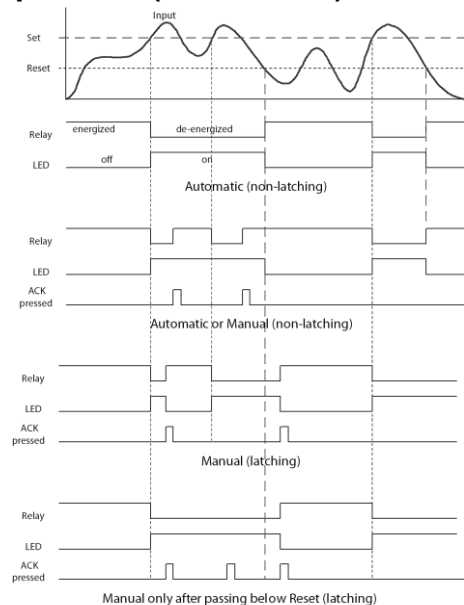 Input
Set
Reset
Relay energized de-energized
LED off on
Automatic (non-latching)
Relay
LED
ACK
pressed
Automatic or Manual (non-latching)
Relay
LED
ACK
pressed
Manual (latching)
Relay
LED
ACK
pressed
Manual only after passing below Reset (latching)